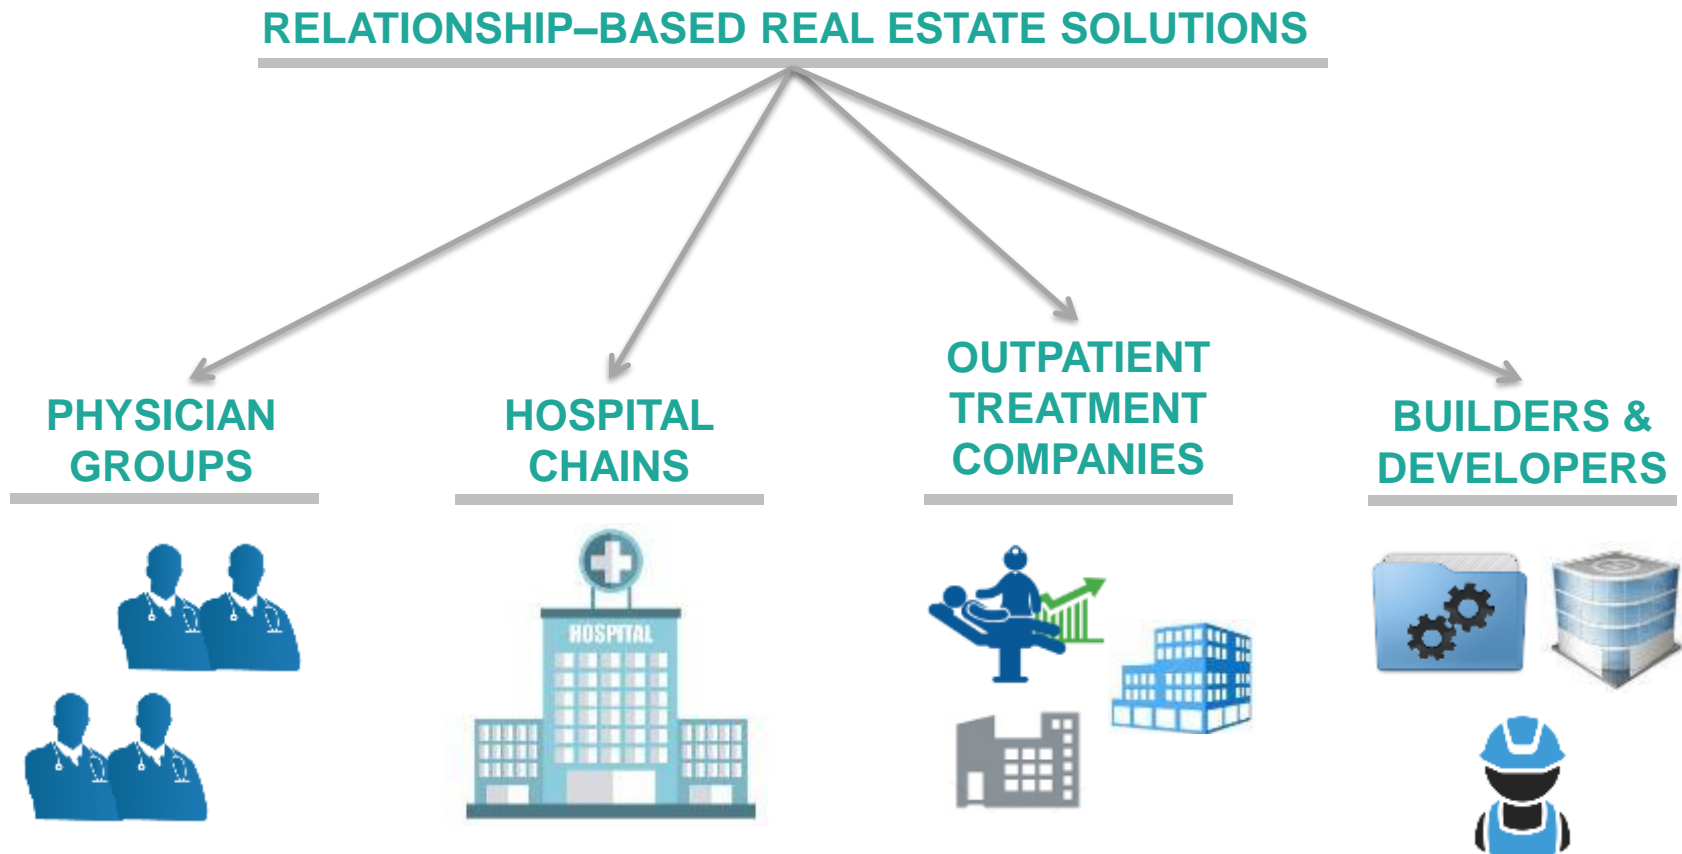 RELATIONSHIP–BASED REAL ESTATE SOLUTIONS
PHYSICIAN
GROUPS
HOSPITAL
CHAINS
OUTPATIENT
TREATMENT
COMPANIES
BUILDERS &
DEVELOPERS
HOSPITAL